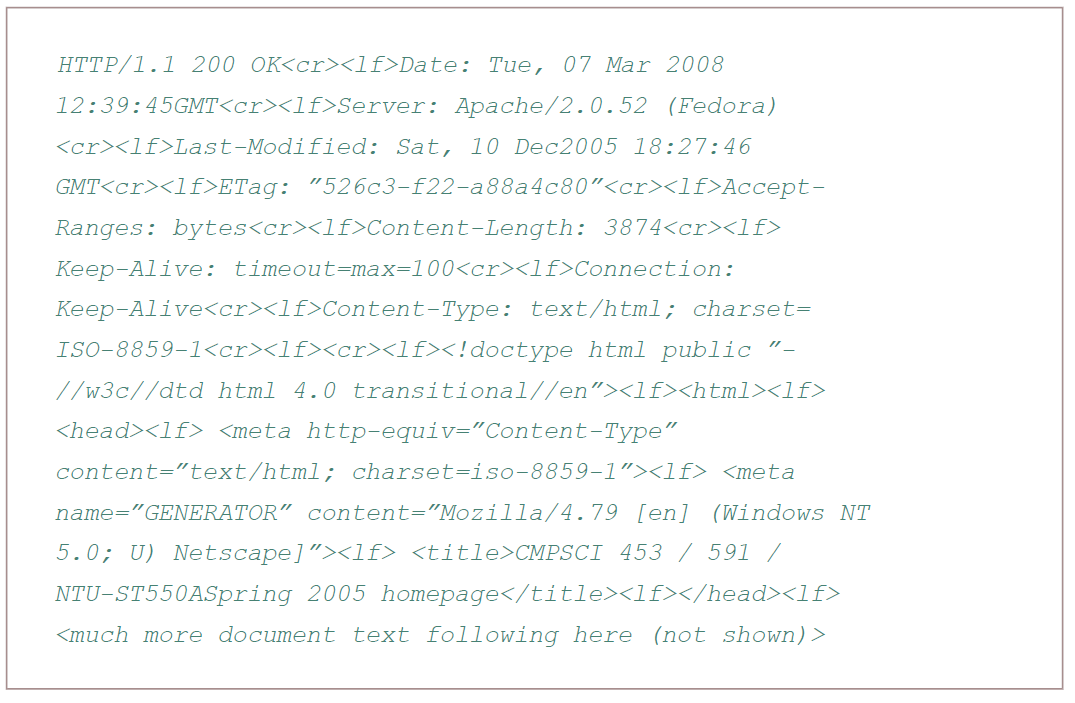 HTTP/1.1 200 OK<cr><lf>Date: Tue, 07 Mar 2008
12:39:45GMT<cr><lf>Server: Apache/2.0.52 (Fedora)
<cr><lf>Last-Modified: Sat, 10 Dec2005 18:27:46
GMT<cr><lf>ETag: ”526c3-f22-a88a4c80”<cr><lf>Accept-
Ranges: bytes<cr><lf>Content-Length: 3874<cr><lf>
Keep-Alive: timeout=max=100<cr><lf>Connection:
Keep-Alive<cr><lf>Content-Type: text/html; charset=
ISO-8859-1<cr><lf><cr><lf><!doctype html public ”-
//w3c//dtd html 4.0 transitional//en”><lf><html><lf>
<head><lf> <meta http-equiv=”Content-Type”
content=”text/html; charset=iso-8859-1”><lf> <meta
name=”GENERATOR” content=”Mozilla/4.79 [en] (Windows NT
5.0; U) Netscape]”><lf> <title>CMPSCI 453 / 591 /
NTU-ST550ASpring 2005 homepage</title><lf></head><lf>
<much more document text following here (not shown)>